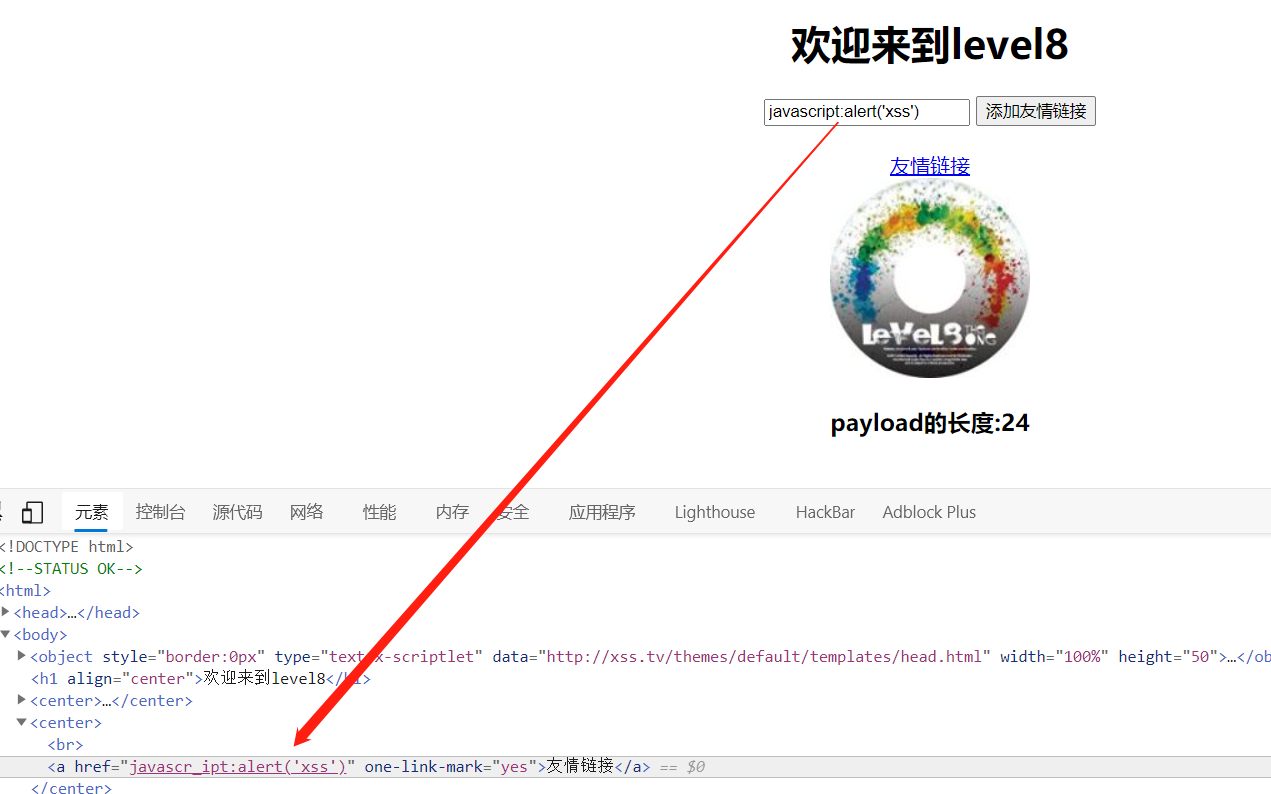 欢迎来到level8
javascript:alert('xss') 添加友情链接
友情链接
LeVeL8 THE ONE
payload的长度:24
元素 控制台 源代码 网络 性能 内存 安全 应用程序 Lighthouse HackBar Adblock Plus
<!DOCTYPE html>
<!--STATUS OK-->
<html>
<head>…</head>
<body>
<object style="border:0px" type="text/x-scriptlet" data="http://xss.tv/themes/default/templates/head.html" width="100%" height="50">…</ob
<h1 align="center">欢迎来到level8</h1>
<center>…</center>
<center>
<br>
<a href="javascr_ipt:alert('xss')" one-link-mark="yes">友情链接</a> == $0
</center>